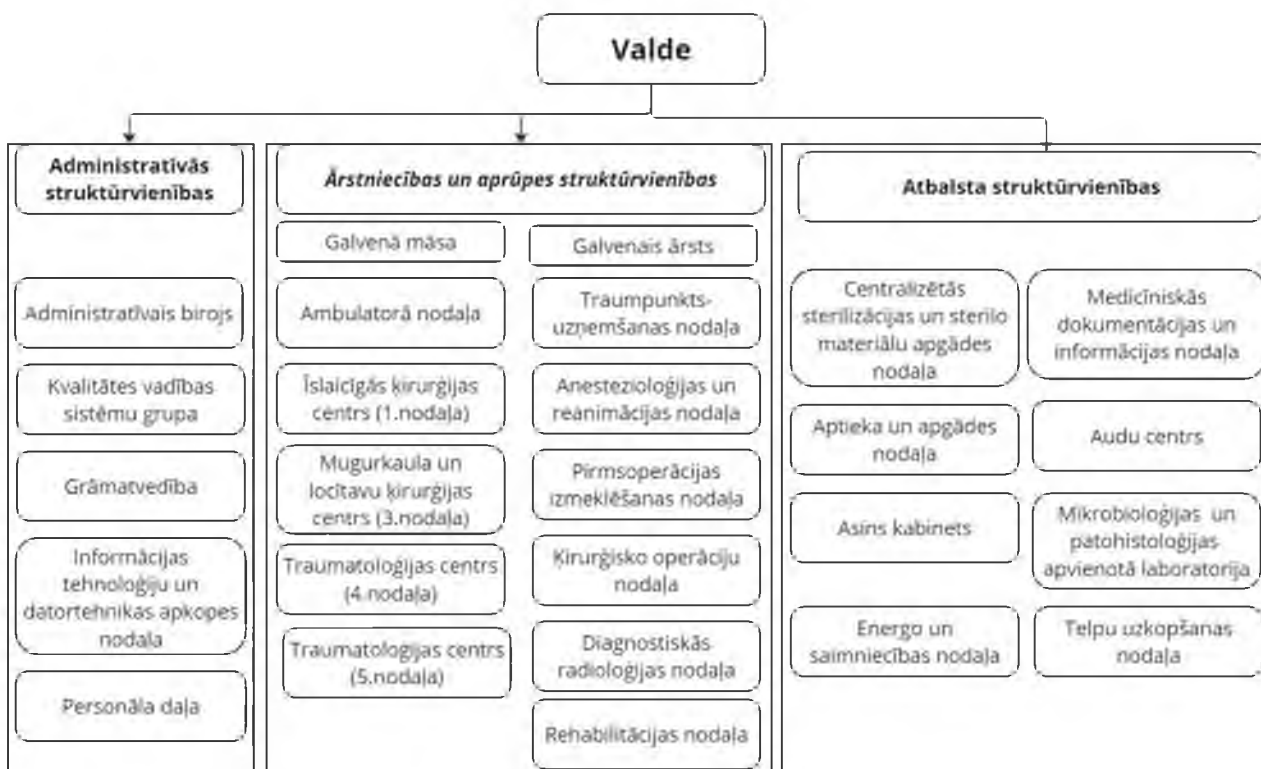 Valde
Administratīvās
struktūrvienības
Administratīvais birojs
Kvalitātes vadības
sistēmu grupa
Grāmatvedība
Informācijas
tehnoloģiju un
datortehnikas apkopes
nodaļa
Personāla daļa
Ārstniecības un aprūpes struktūrvienības
Galvenā māsa
Ambulatorā nodaļa
Īslaicīgās ķirurģijas
centrs (1.nodaļa)
Mugurkaula un
locītavu ķirurģijas
centrs (3.nodaļa)
Traumatoloģijas centrs
(4.nodaļa)
Traumatoloģijas centrs
(5.nodaļa)
Galvenais ārsts
Traumpunkts-
uzņemšanas nodaļa
Anestezioloģijas un
reanimācijas nodaļa
Pirmsoperācijas
izmeklēšanas nodaļa
Ķirurģisko operāciju
nodaļa
Diagnostiskās
radioloģijas nodaļa
Rehabilitācijas nodaļa
Atbalsta struktūrvienības
Centralizētās
sterilizācijas un sterilo
materiālu apgādes
nodaļa
Aptieka un apgādes
nodaļa
Asins kabinets
Energo un
saimniecības nodaļa
Medicīniskās
dokumentācijas un
informācijas nodaļa
Audu centrs
Mikrobioloģijas un
patohistoloģijas
apvienotā laboratorija
Telpu uzkopšanas
nodaļa